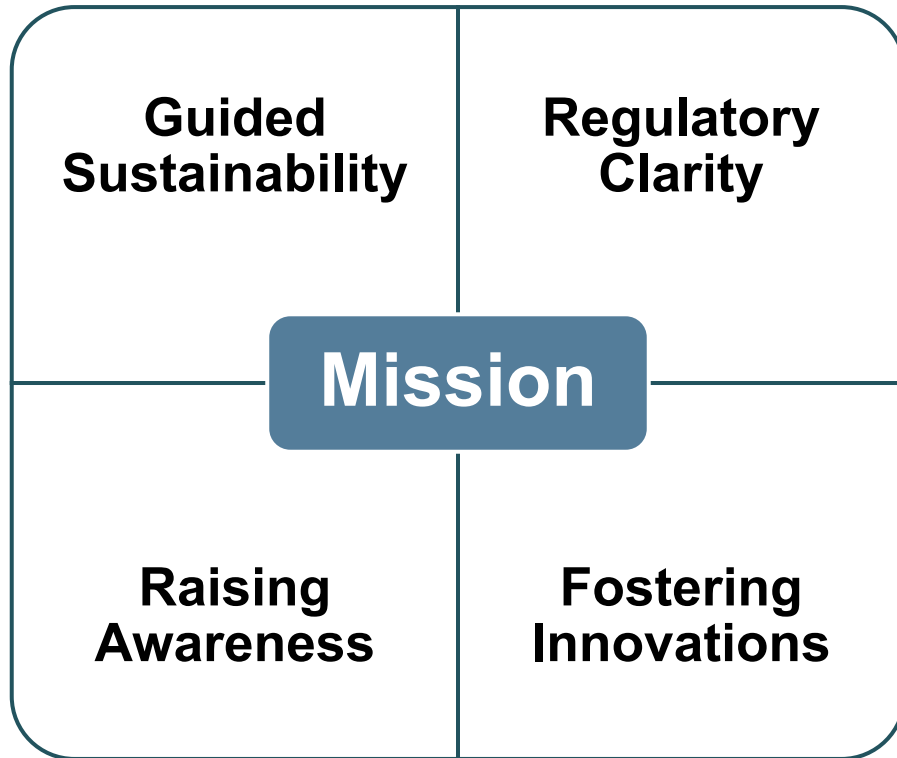 Guided
Sustainability
Regulatory
Clarity
Mission
Raising
Awareness
Fostering
Innovations